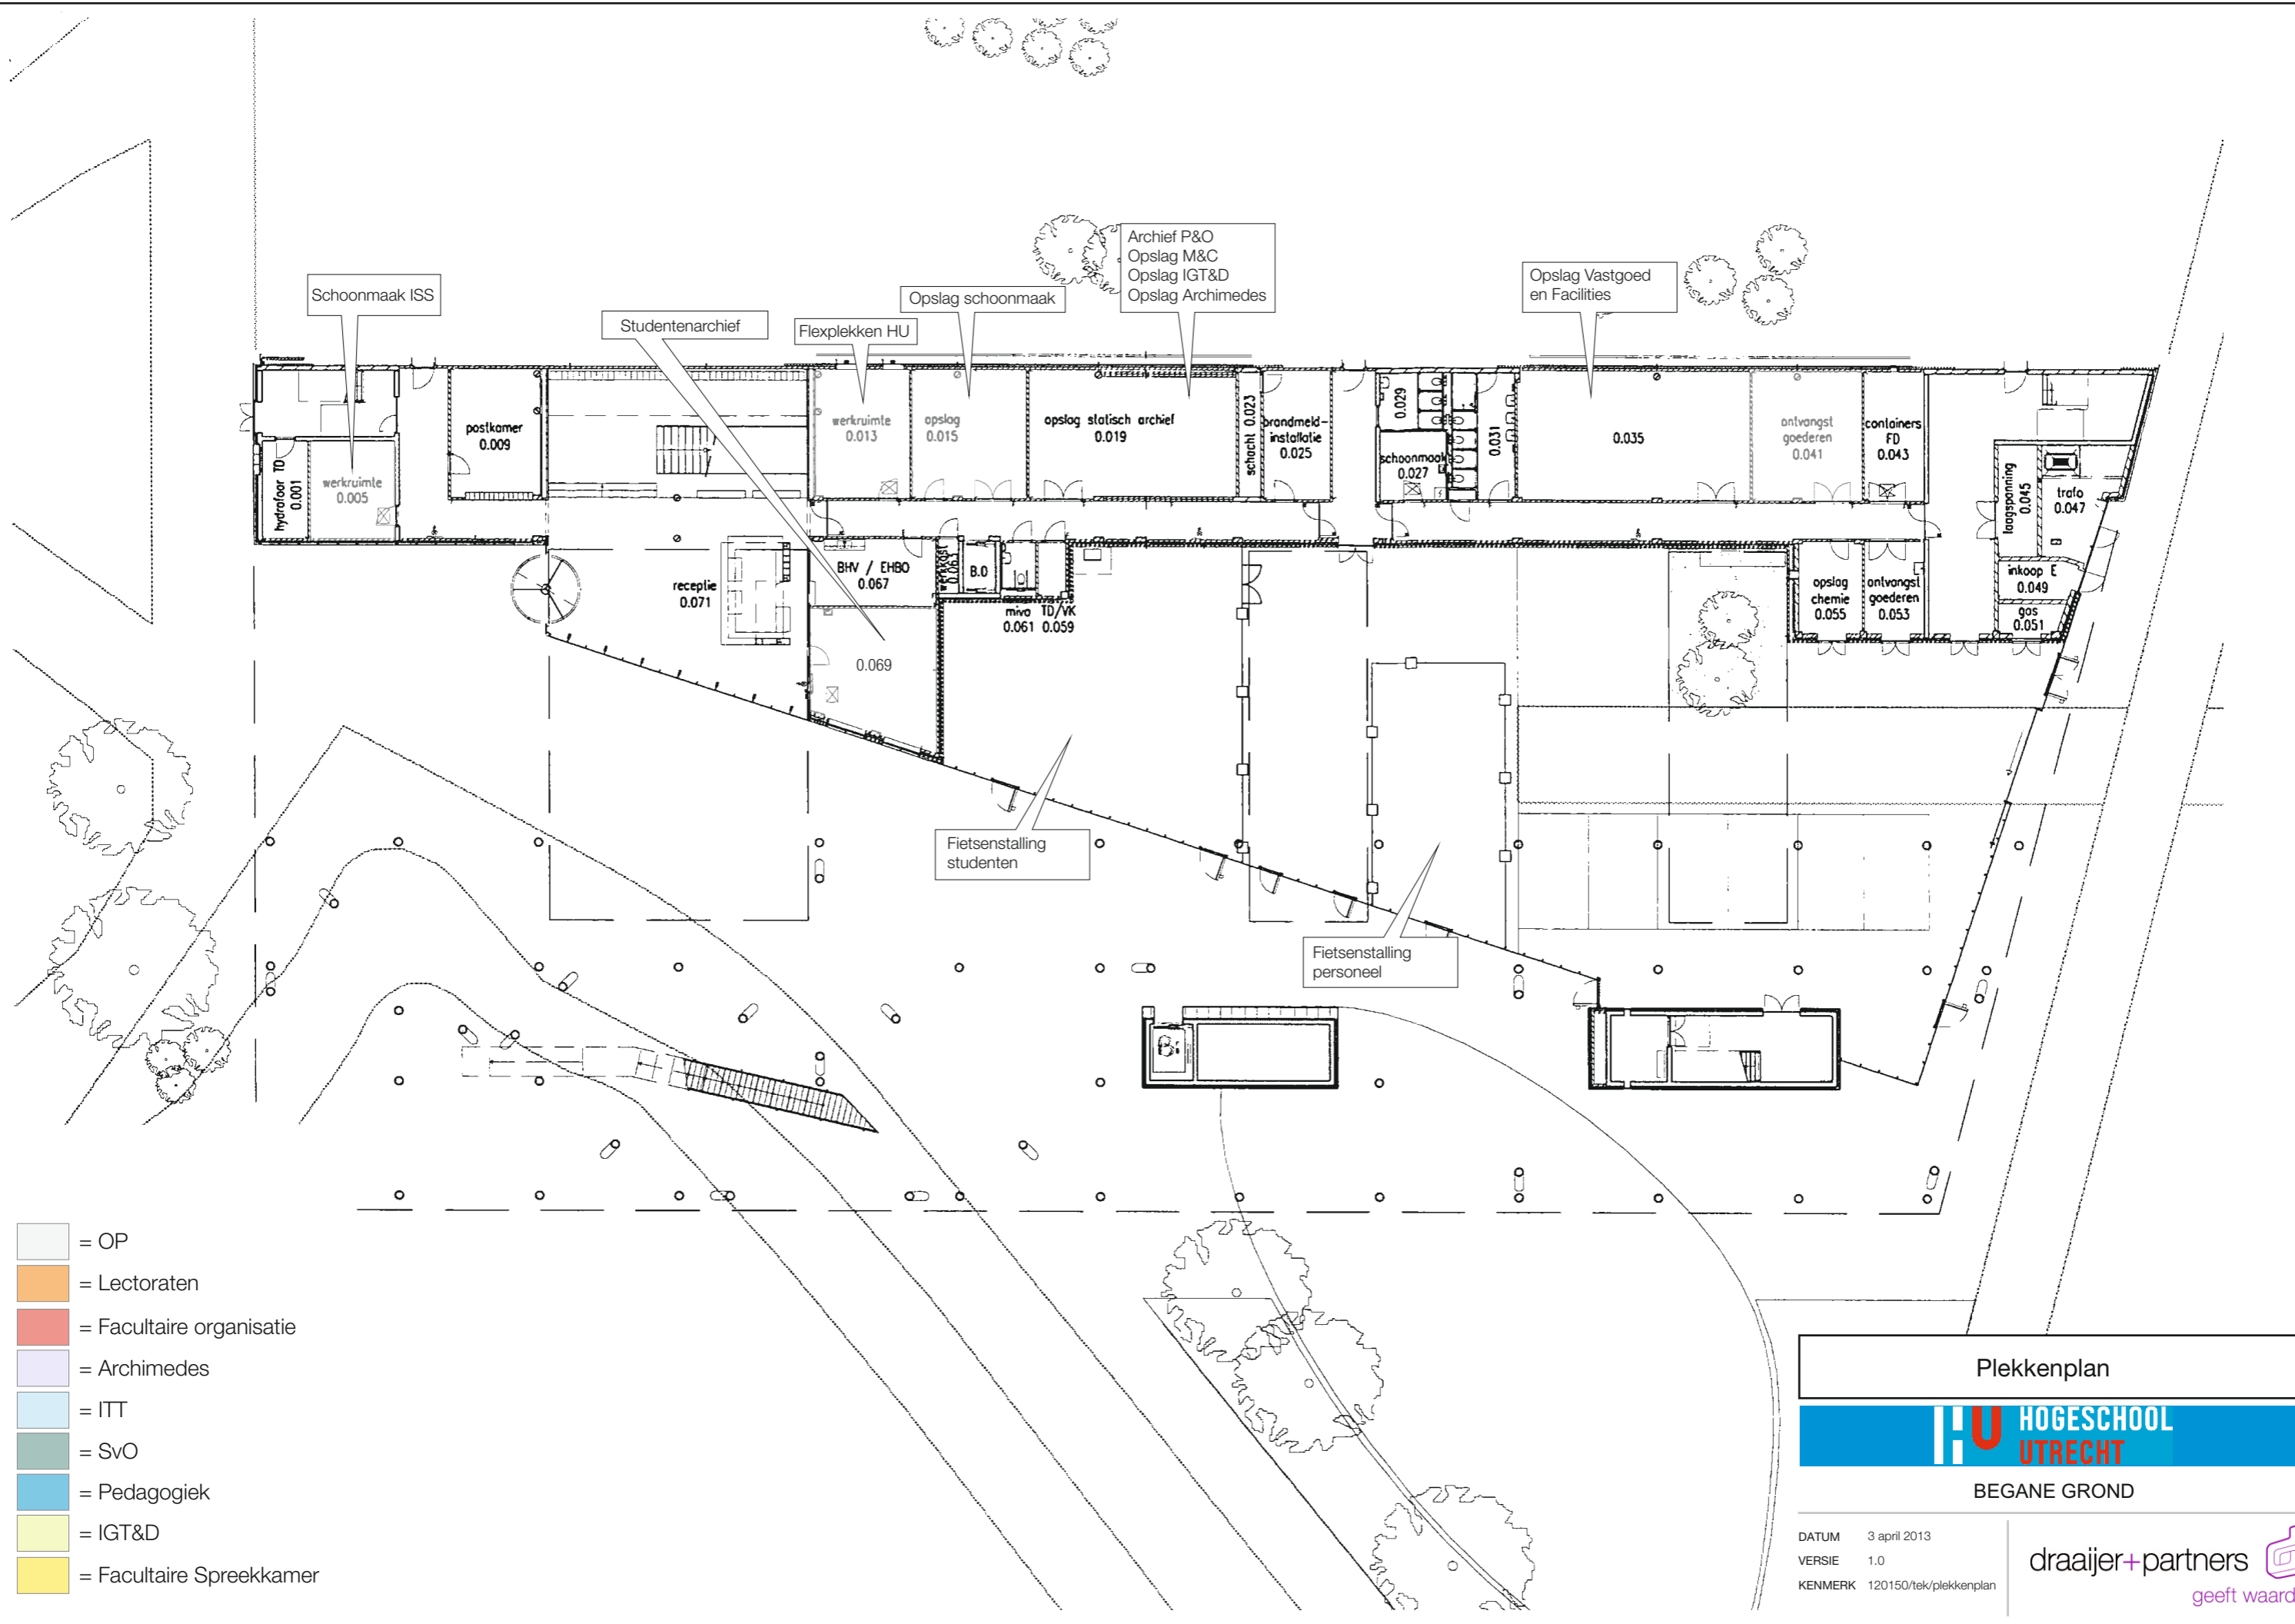 Archief P&O
Opslag M&C
Opslag IGT&D
Opslag Archimedes
Opslag Vastgoed
en Facilities
Schoonmaak ISS
Opslag schoonmaak
Studentenarchief
Flexplekken HU
hydrofoor TD
0.001
werkruimte
0.005
postkamer
0.009
werkruimte
0.013
opslag
0.015
opslag statisch archief
0.019
schacht 0.023
brandmeld-
installatie
0.025
0.029
schoonmaak
0.027
0.031
0.035
ontvangst
goederen
0.041
containers
FD
0.043
laagspanning
0.045
trafo
0.047
inkoop E
0.049
gas
0.051
ontvangst
goederen
0.053
opslag
chemie
0.055
receptie
0.071
BHV / EHBO
0.067
werkkast
0.063
B.0
miva
0.061
TD/VK
0.059
0.069
Fietsenstalling
studenten
Fietsenstalling
personeel
= OP
= Lectoraten
= Facultaire organisatie
= Archimedes
= ITT
= SvO
= Pedagogiek
= IGT&D
= Facultaire Spreekkamer
Plekkenplan
HU HOGESCHOOL
UTRECHT
BEGANE GROND
DATUM 3 april 2013
VERSIE 1.0
KENMERK 120150/tek/plekkenplan
draaijer+partners
geeft waard